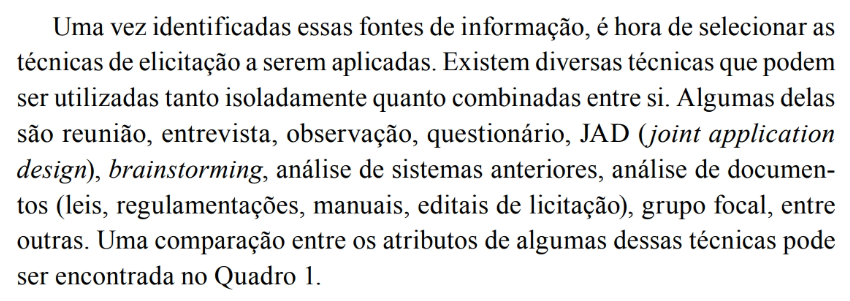 Uma vez identificadas essas fontes de informação, é hora de selecionar as
técnicas de elicitação a serem aplicadas. Existem diversas técnicas que podem
ser utilizadas tanto isoladamente quanto combinadas entre si. Algumas delas
são reunião, entrevista, observação, questionário, JAD (joint application
design), brainstorming, análise de sistemas anteriores, análise de documen-
tos (leis, regulamentações, manuais, editais de licitação), grupo focal, entre
outras. Uma comparação entre os atributos de algumas dessas técnicas pode
ser encontrada no Quadro 1.